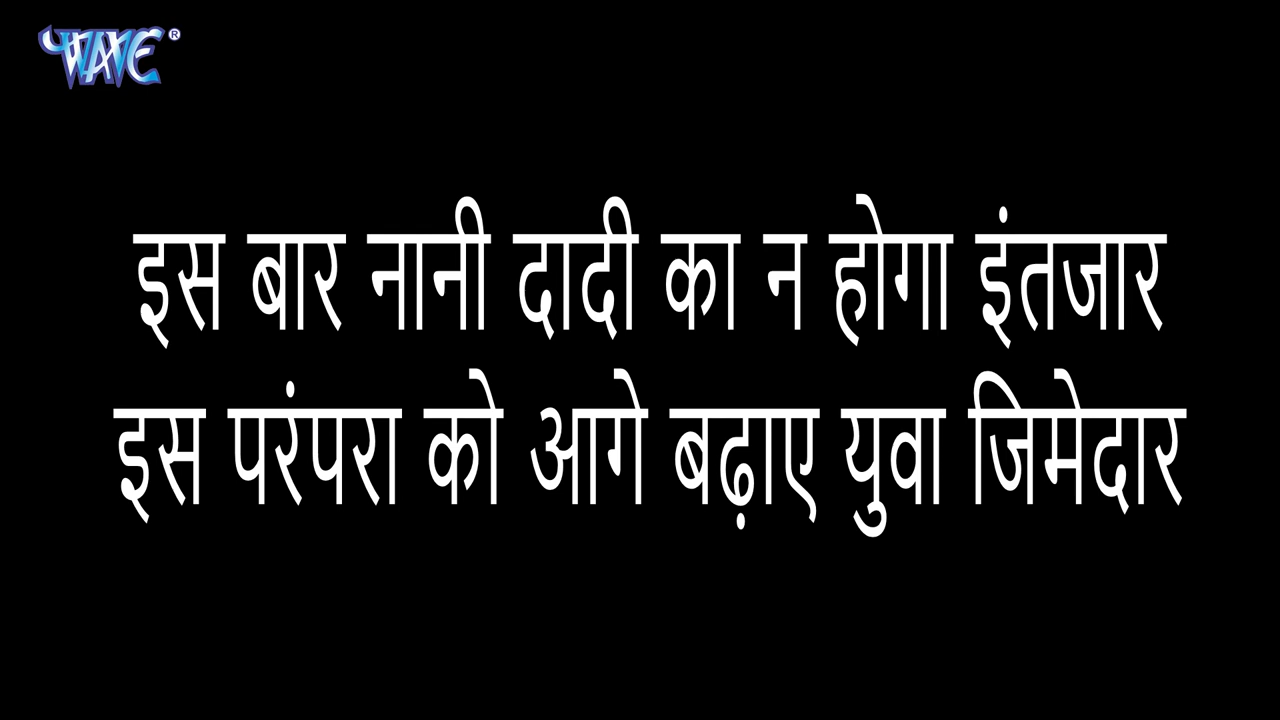 WAVE®
इस बार नानी दादी का न होगा इंतजार
इस परंपरा को आगे बढ़ाए युवा जिमेदार